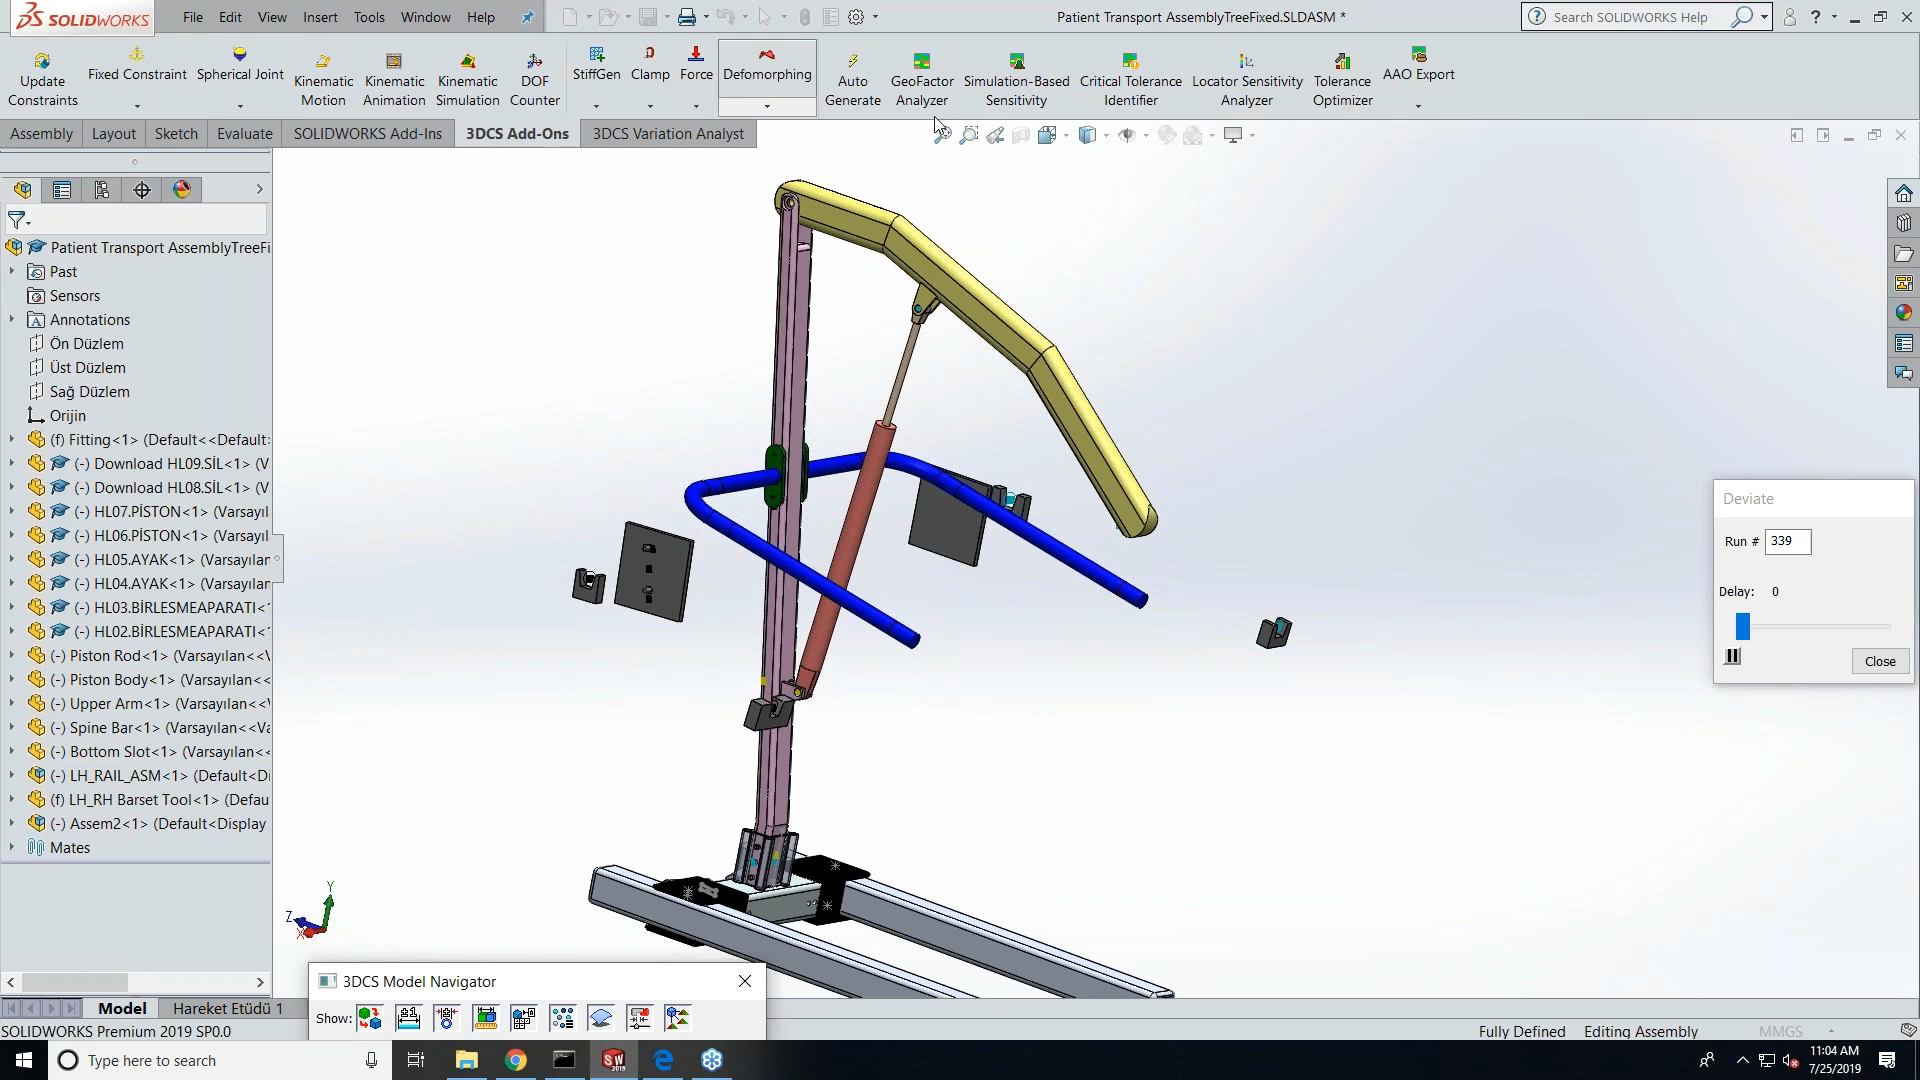 SOLIDWORKS File Edit View Insert Tools Window Help Patient Transport AssemblyTreeFixed.SLDASM * Search SOLIDWORKS Help
Update Constraints Fixed Constraint Spherical Joint Kinematic Motion Kinematic Animation Kinematic Simulation DOF Counter StiffGen Clamp Force Defomorphing Auto Generate GeoFactor Analyzer Simulation-Based Sensitivity Critical Tolerance Identifier Locator Sensitivity Analyzer Tolerance Optimizer AAO Export
Assembly Layout Sketch Evaluate SOLIDWORKS Add-Ins 3DCS Add-Ons 3DCS Variation Analyst
Patient Transport AssemblyTreeFi
Past
Sensors
Annotations
Ön Düzlem
Üst Düzlem
Sağ Düzlem
Orijin
(f) Fitting<1> (Default<<Default:
(-) Download HL09.SİL<1> (V
(-) Download HL08.SİL<1> (V
(-) HL07.PİSTON<1> (Varsayıl
(-) HL06.PİSTON<1> (Varsayıl
(-) HL05.AYAK<1> (Varsayılan
(-) HL04.AYAK<1> (Varsayılan
(-) HL03.BİRLESMEAPARATI<
(-) HL02.BİRLESMEAPARATI<
(-) Piston Rod<1> (Varsayılan<<V
(-) Piston Body<1> (Varsayılan<
(-) Upper Arm<1> (Varsayılan<<
(-) Spine Bar<1> (Varsayılan<<Va
(-) Bottom Slot<1> (Varsayılan<<
(-) LH_RAIL_ASM<1> (Default<Di
(f) LH_RH Barset Tool<1> (Defau
(-) Assem2<1> (Default<Display
Mates
Deviate
Run # 339
Delay: 0
Close
Y
Z
X
3DCS Model Navigator
Show:
Model Hareket Etüdü 1
SOLIDWORKS Premium 2019 SP0.0 Fully Defined Editing Assembly MMGS
Type here to search
11:04 AM
7/25/2019